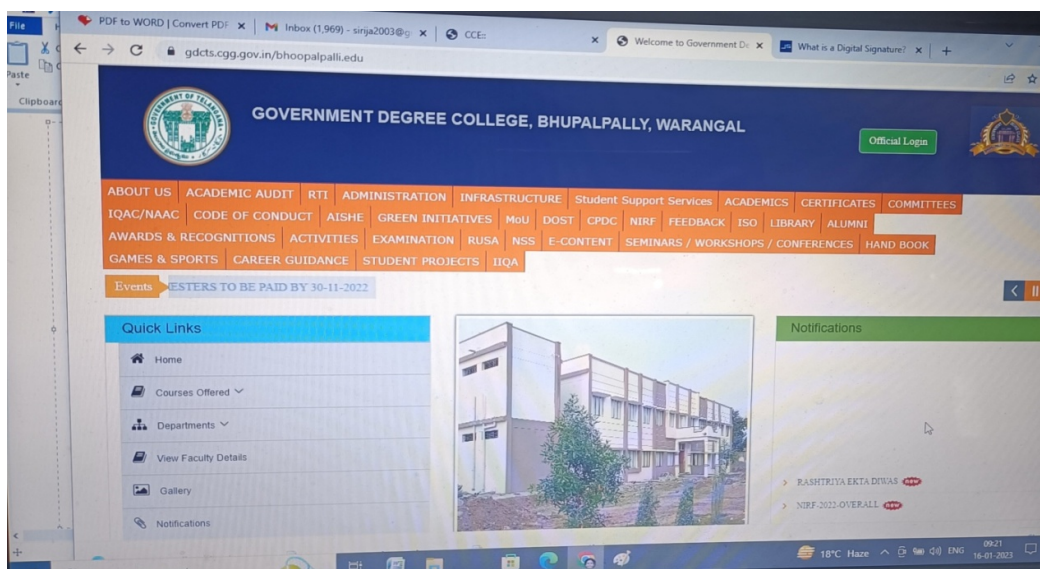 File
PDF to WORD | Convert PDF
Inbox (1,969) - sirija2003@g
CCE::
Welcome to Government De
What is a Digital Signature?
gdcts.cgg.gov.in/bhoopalpalli.edu
Paste
Clipboard
GOVERNMENT OF TELANGANA
GOVERNMENT DEGREE COLLEGE, BHUPALPALLY, WARANGAL
Official Login
ABOUT US ACADEMIC AUDIT RTI ADMINISTRATION INFRASTRUCTURE Student Support Services ACADEMICS CERTIFICATES COMMITTEES
IQAC/NAAC CODE OF CONDUCT AISHE GREEN INITIATIVES MoU DOST CPDC NIRF FEEDBACK ISO LIBRARY ALUMNI
AWARDS & RECOGNITIONS ACTIVITIES EXAMINATION RUSA NSS E-CONTENT SEMINARS / WORKSHOPS / CONFERENCES HAND BOOK
GAMES & SPORTS CAREER GUIDANCE STUDENT PROJECTS IIQA
Events ESTERS TO BE PAID BY 30-11-2022
Quick Links
Home
Courses Offered
Departments
View Faculty Details
Gallery
Notifications
Notifications
RASHTRIYA EKTA DIWAS new
NIRF-2022-OVERALL new
18°C Haze
ENG
09:21
16-01-2023